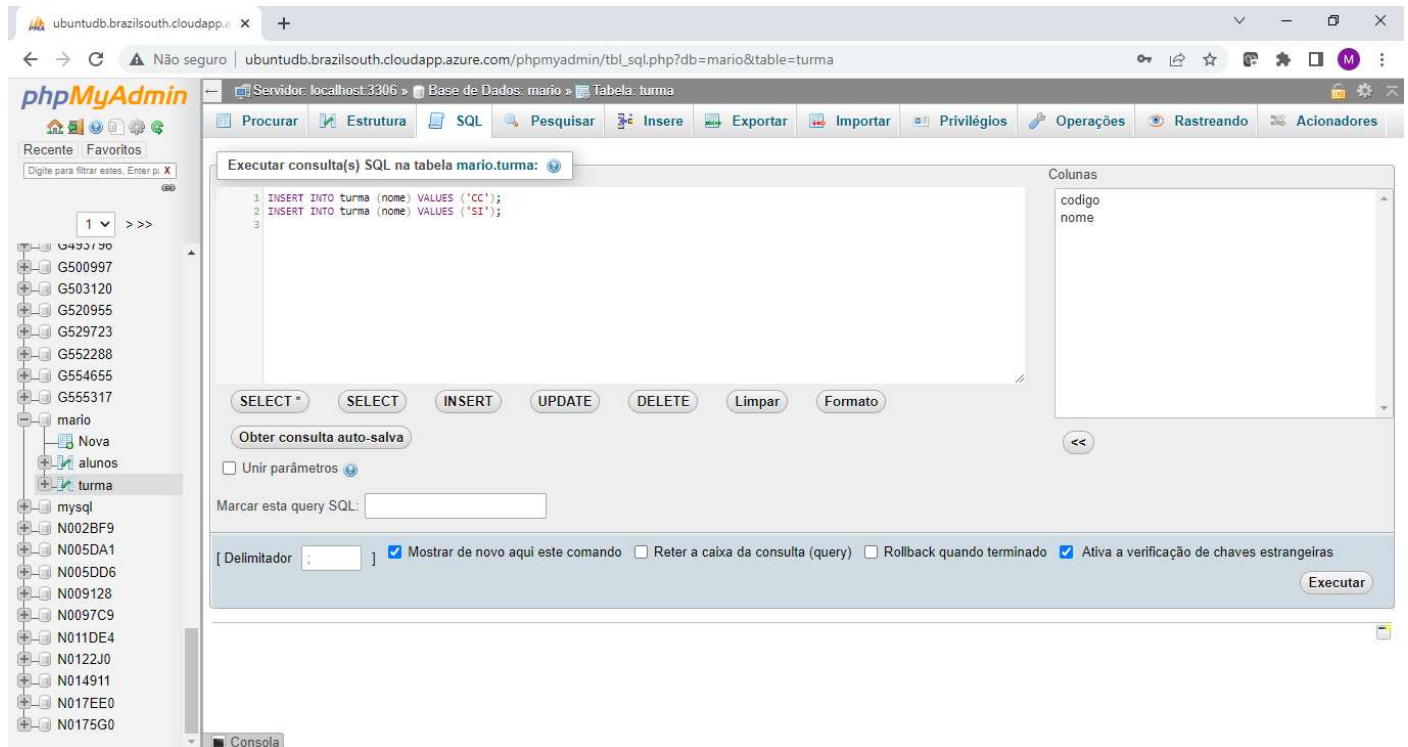 ubuntudb.brazilsouth.cloudapp.a
Não seguro
ubuntudb.brazilsouth.cloudapp.azure.com/phpmyadmin/tbl_sql.php?db=mario&table=turma
M
phpMyAdmin
Recente Favoritos
Digite para filtrar estes, Enter p: X
1 > >>
G493796
G500997
G503120
G520955
G529723
G552288
G554655
G555317
mario
Nova
alunos
turma
mysql
N002BF9
N005DA1
N005DD6
N009128
N0097C9
N011DE4
N0122J0
N014911
N017EE0
N0175G0
Servidor: localhost:3306 » Base de Dados: mario » Tabela: turma
Procurar Estrutura SQL Pesquisar Insere Exportar Importar Privilégios Operações Rastreando Acionadores
Executar consulta(s) SQL na tabela mario.turma:
1 INSERT INTO turma (nome) VALUES ('CC');
2 INSERT INTO turma (nome) VALUES ('SI');
3
Colunas
codigo
nome
<<
SELECT * SELECT INSERT UPDATE DELETE Limpar Formato
Obter consulta auto-salva
Unir parâmetros
Marcar esta query SQL:
[ Delimitador ; ] Mostrar de novo aqui este comando Reter a caixa da consulta (query) Rollback quando terminado Ativa a verificação de chaves estrangeiras
Executar
Consola